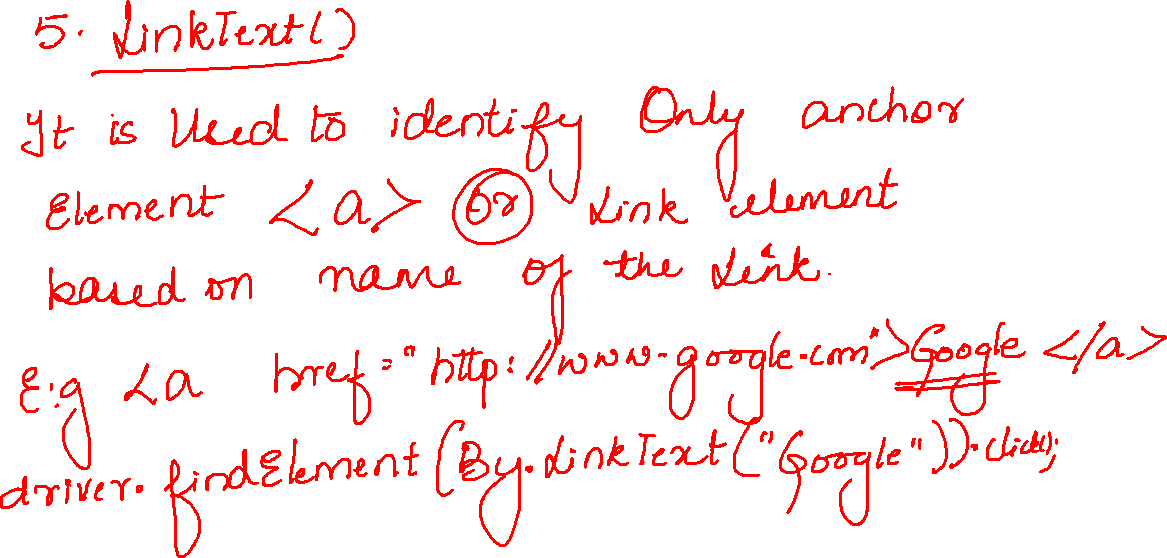 5. LinkText()
It is Used to identify Only anchor
Element <a> or Link element
based on name of the Link.
E.g <a href="http://www.google.com">Google </a>
driver.findElement(By.LinkText("Google")).click();